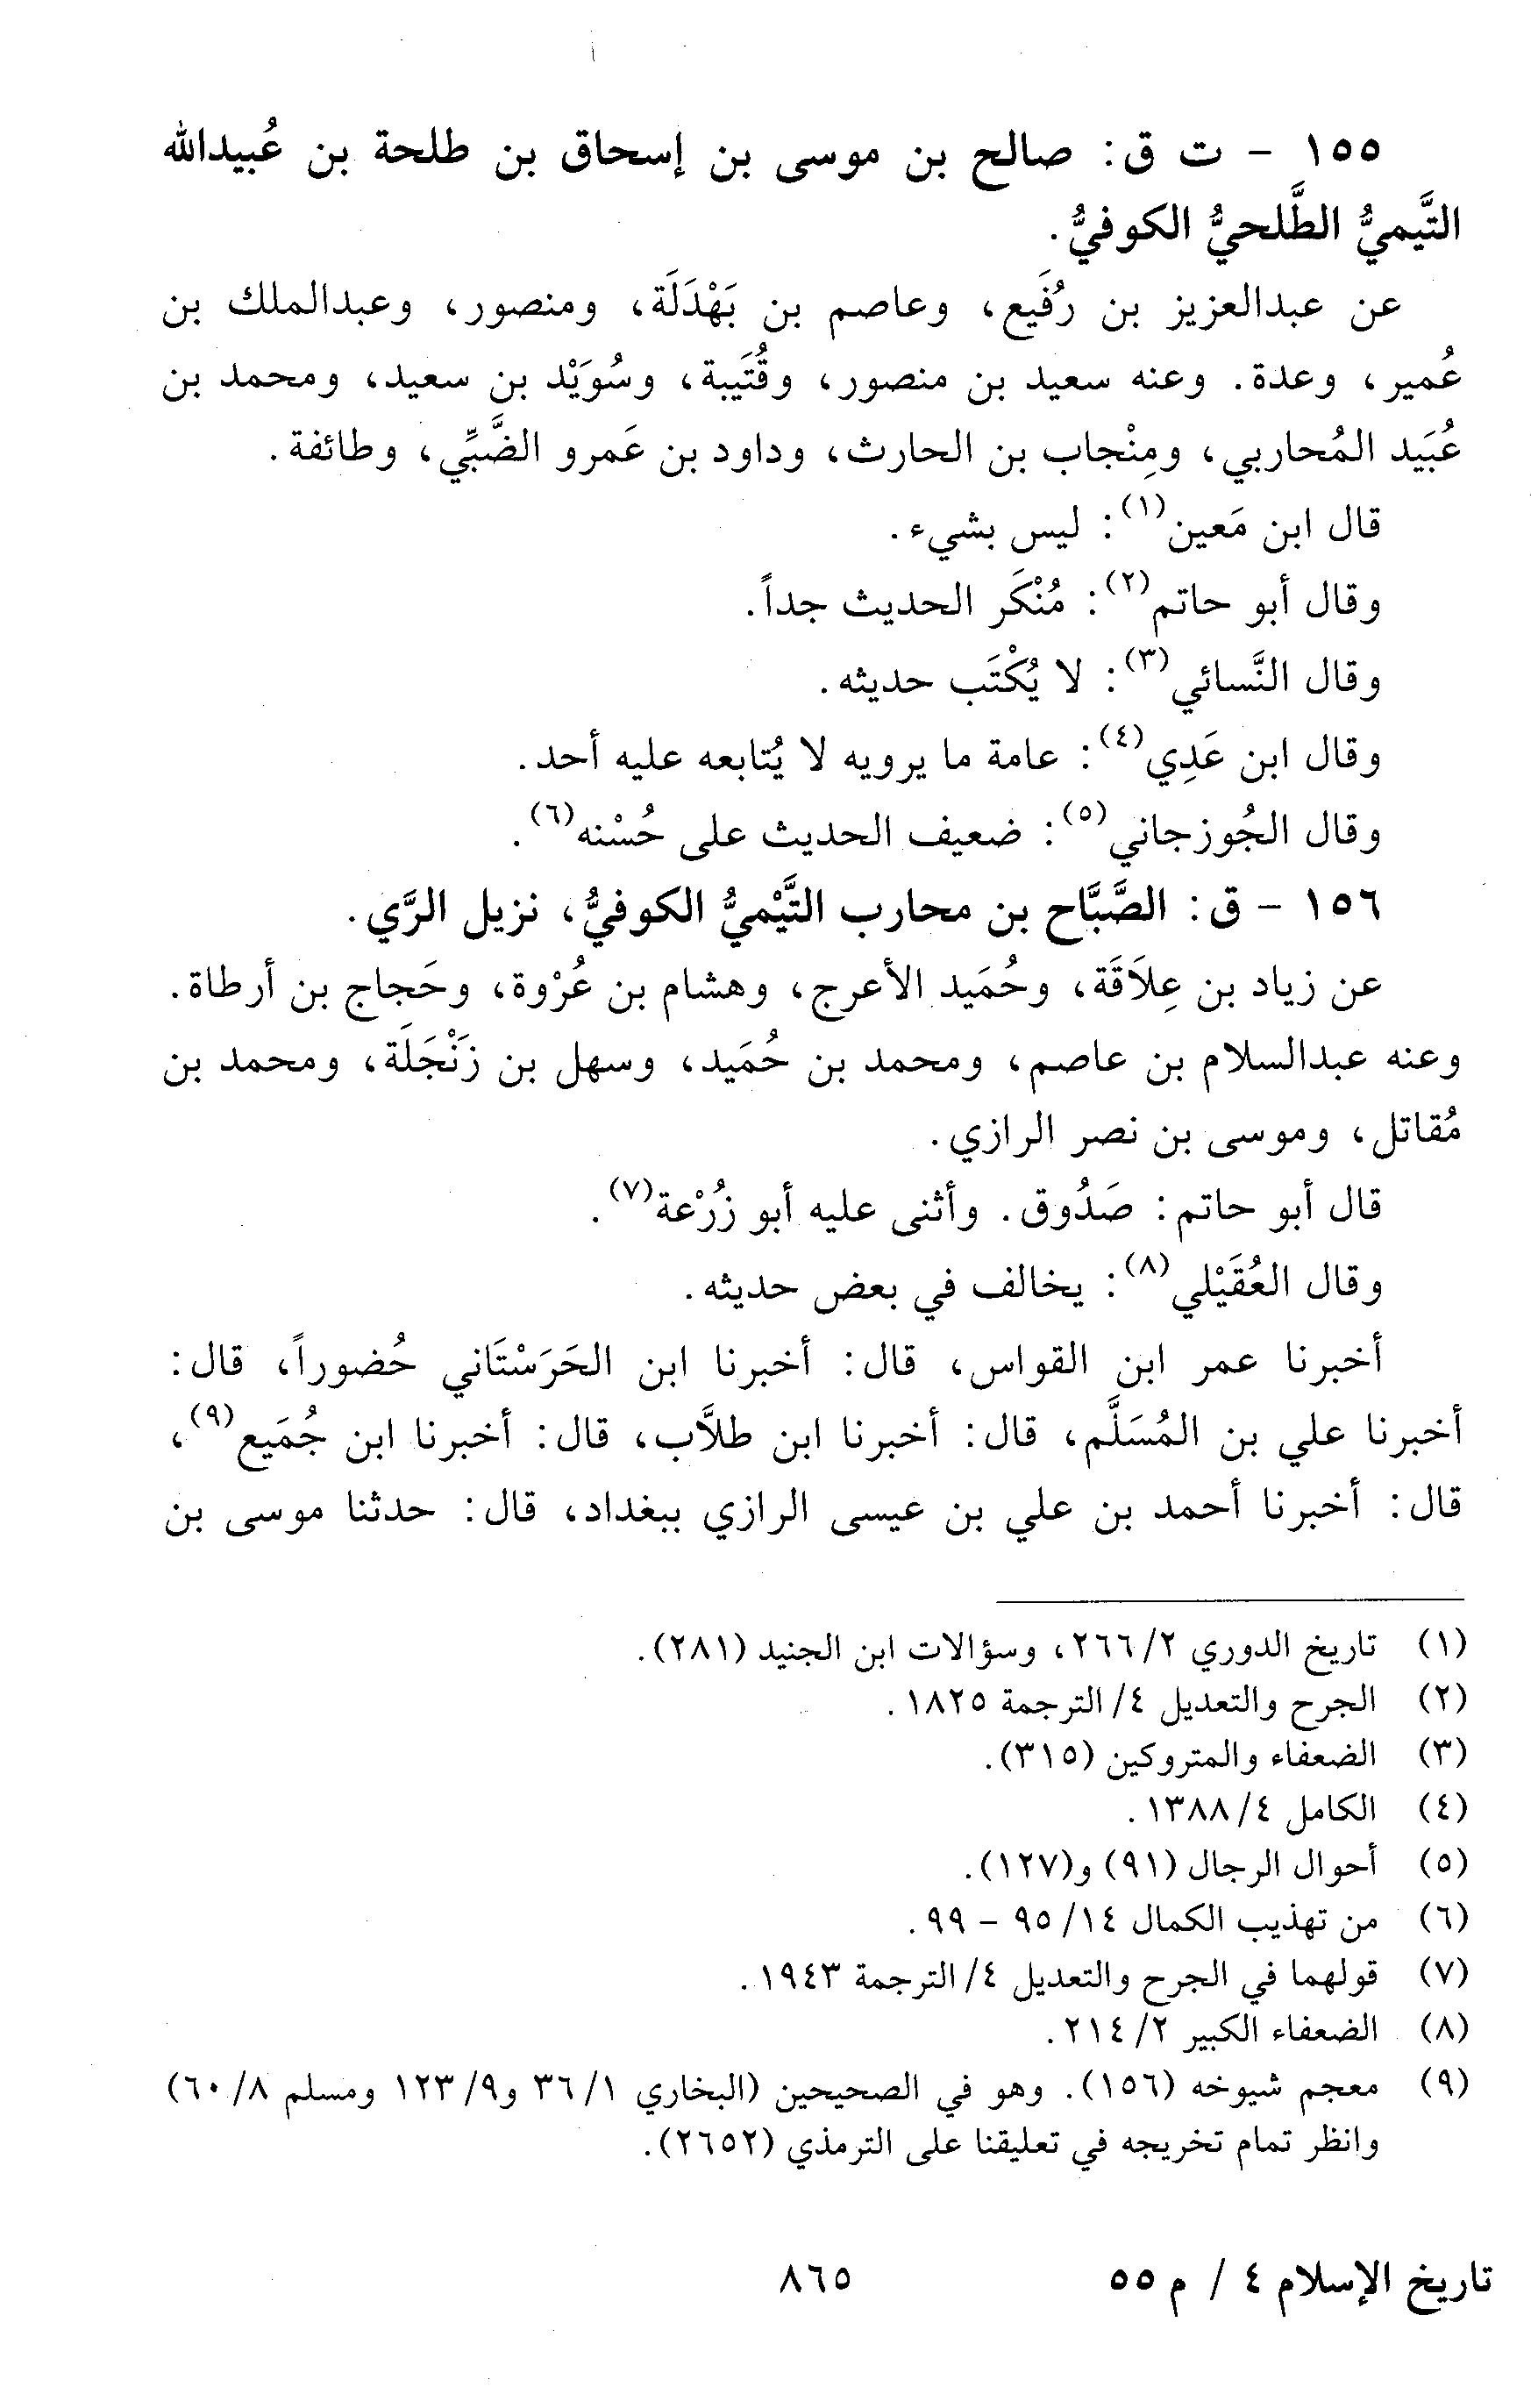 ١٥٥ - ت ق: صالح بن موسى بن إسحاق بن طلحة بن عُبيدالله
التَّيميُّ الطَّلحيُّ الكوفيُّ.
عن عبدالعزيز بن رُفَيع، وعاصم بن بَهْدَلَة، ومنصور، وعبدالملك بن
عُمير، وعدة. وعنه سعيد بن منصور، وقُتَيبة، وسُوَيْد بن سعيد، ومحمد بن
عُبَيد المُحاربي، ومِنْجاب بن الحارث، وداود بن عَمرو الضَّبِّي، وطائفة.
قال ابن مَعين(١): ليس بشيء.
وقال أبو حاتم(٢): مُنْكَر الحديث جداً.
وقال النَّسائي(٣): لا يُكْتَب حديثه.
وقال ابن عَدِي(٤): عامة ما يرويه لا يُتابعه عليه أحد.
وقال الجُوزجاني(٥): ضعيف الحديث على حُسْنه(٦).
١٥٦ - ق: الصَّبَّاح بن محارب التَّيْميُّ الكوفيُّ، نزيل الرَّي.
عن زياد بن عِلاَقَة، وحُمَيد الأعرج، وهشام بن عُرْوة، وحَجاج بن أرطاة.
وعنه عبدالسلام بن عاصم، ومحمد بن حُمَيد، وسهل بن زَنْجَلَة، ومحمد بن
مُقاتل، وموسى بن نصر الرازي.
قال أبو حاتم: صَدُوق. وأثنى عليه أبو زُرْعة(٧).
وقال العُقَيْلي(٨): يخالف في بعض حديثه.
أخبرنا عمر ابن القواس، قال: أخبرنا ابن الحَرَسْتَاني حُضوراً، قال:
أخبرنا علي بن المُسَلَّم، قال: أخبرنا ابن طلاَّب، قال: أخبرنا ابن جُمَيع(٩)،
قال: أخبرنا أحمد بن علي بن عيسى الرازي ببغداد، قال: حدثنا موسى بن
(١) تاريخ الدوري ٢/ ٢٦٦، وسؤالات ابن الجنيد (٢٨١).
(٢) الجرح والتعديل ٤/ الترجمة ١٨٢٥.
(٣) الضعفاء والمتروكين (٣١٥).
(٤) الكامل ٤/ ١٣٨٨.
(٥) أحوال الرجال (٩١) و(١٢٧).
(٦) من تهذيب الكمال ١٤/ ٩٥ - ٩٩.
(٧) قولهما في الجرح والتعديل ٤/ الترجمة ١٩٤٣.
(٨) الضعفاء الكبير ٢/ ٢١٤.
(٩) معجم شيوخه (١٥٦). وهو في الصحيحين (البخاري ١/ ٣٦ و٩/ ١٢٣ ومسلم ٨/ ٦٠)
وانظر تمام تخريجه في تعليقنا على الترمذي (٢٦٥٢).
تاريخ الإسلام ٤ / م ٥٥
٨٦٥